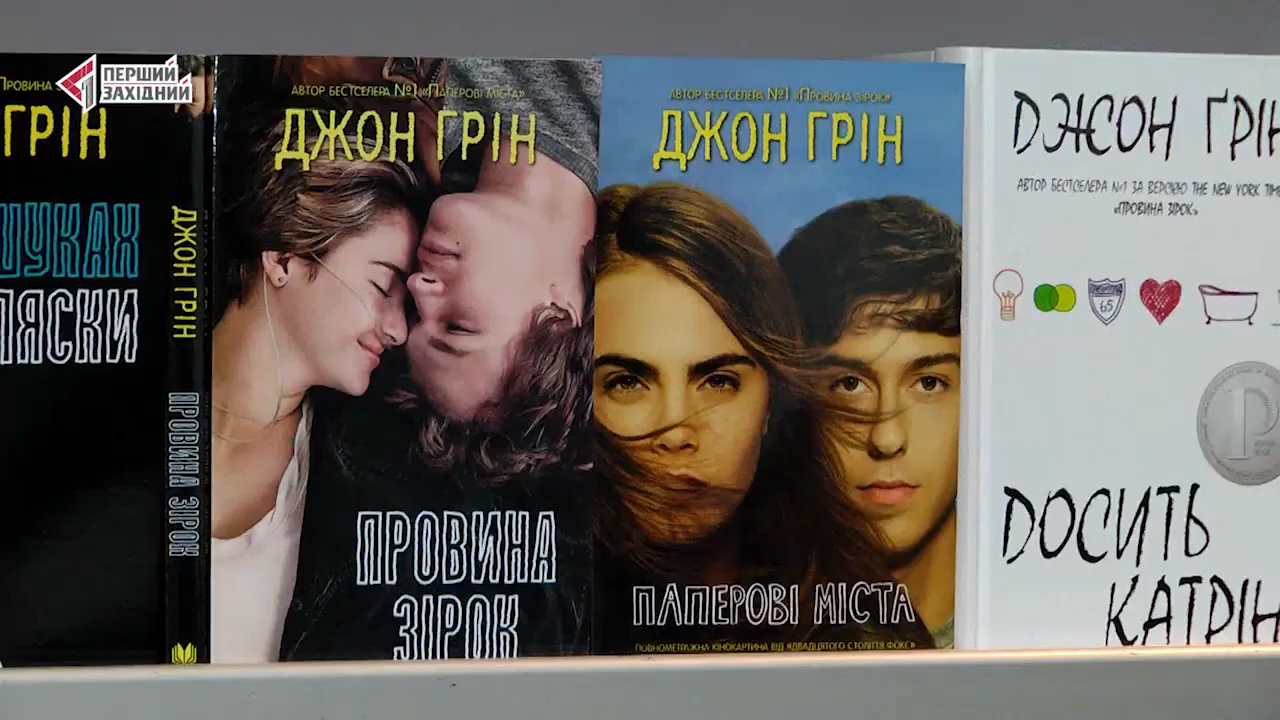 ПЕРШИЙ
ЗАХІДНИЙ
ПРОВИНА
ГРІН
ШУКАХ
ЛЯСКИ
ДЖОН ГРІН
ПРОВИНА ЗІРОК
АВТОР БЕСТСЕЛЕРА №1 «ПАПЕРОВІ МІСТА»
ДЖОН ГРІН
ПРОВИНА
ЗІРОК
АВТОР БЕСТСЕЛЕРА №1 «ПРОВИНА ЗІРОК»
ДЖОН ГРІН
ПАПЕРОВІ МІСТА
ПОВНОМЕТРАЖНА КІНОКАРТИНА ВІД «ДВАДЦЯТОГО СТОЛІТТЯ ФОКС»
ДЖОН ГРІН
АВТОР БЕСТСЕЛЕРА №1 ЗА ВЕРСІЄЮ THE NEW YORK TIM
«ПРОВИНА ЗІРОК»
65
P
ДОСИТЬ
КАТРІН